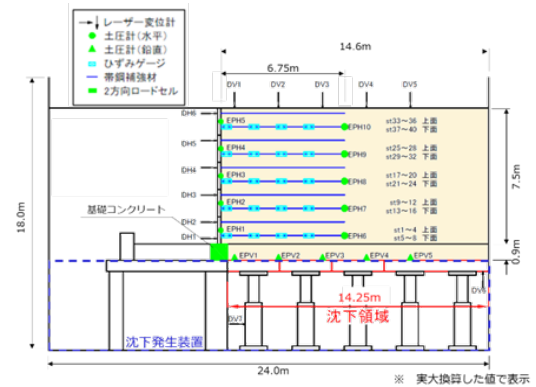 レーザー変位計
土圧計(水平)
土圧計(鉛直)
ひずみゲージ
帯鋼補強材
2方向ロードセル
14.6m
6.75m
DV1 DV2 DV3 DV4 DV5
DH6
EPH5
EPH10
st33~36 上面
st37~40 下面
DH5
EPH4
EPH9
st25~28 上面
st29~32 下面
DH4
EPH3
EPH8
st17~20 上面
st21~24 下面
DH3
EPH2
EPH7
st9~12 上面
st13~16 下面
DH2
EPH1
EPH6
st1~4 上面
st5~8 下面
DH1
7.5m
0.9m
18.0m
基礎コンクリート
EPV1 EPV2 EPV3 EPV4 EPV5
DV6
14.25m
沈下領域
DV7
沈下発生装置
24.0m
※ 実大換算した値で表示